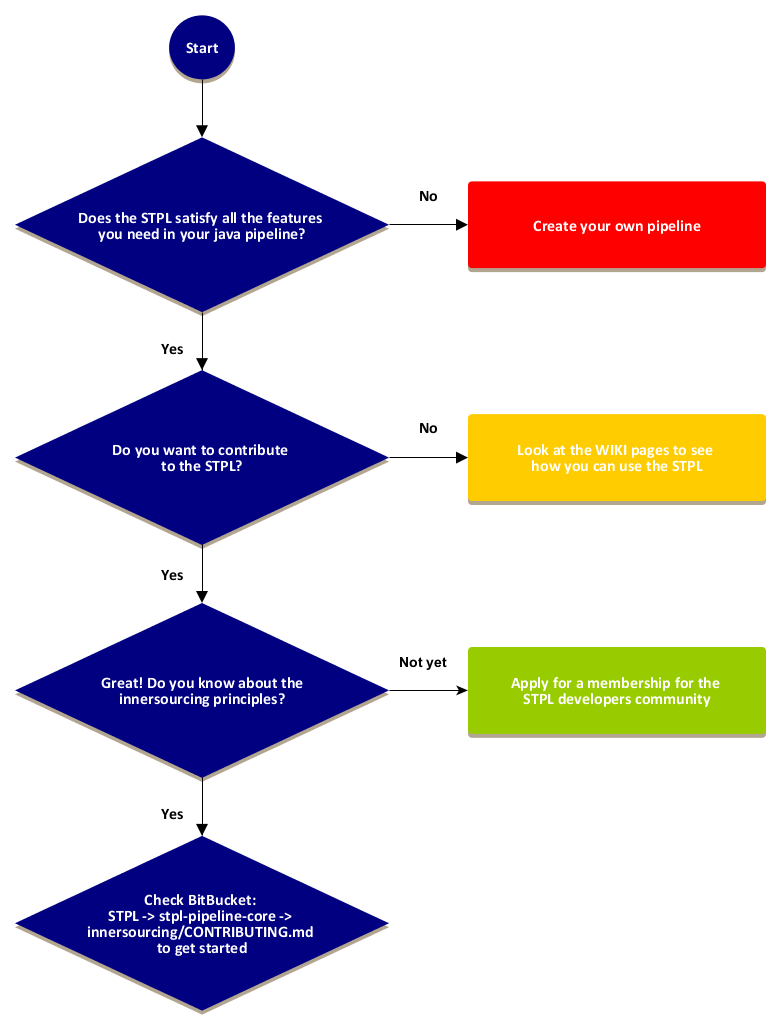 Start
Does the STPL satisfy all the features
you need in your java pipeline?
No
Create your own pipeline
Yes
Do you want to contribute
to the STPL?
No
Look at the WIKI pages to see
how you can use the STPL
Yes
Great! Do you know about the
innersourcing principles?
Not yet
Apply for a membership for the
STPL developers community
Yes
Check BitBucket:
STPL -> stpl-pipeline-core ->
innersourcing/CONTRIBUTING.md
to get started